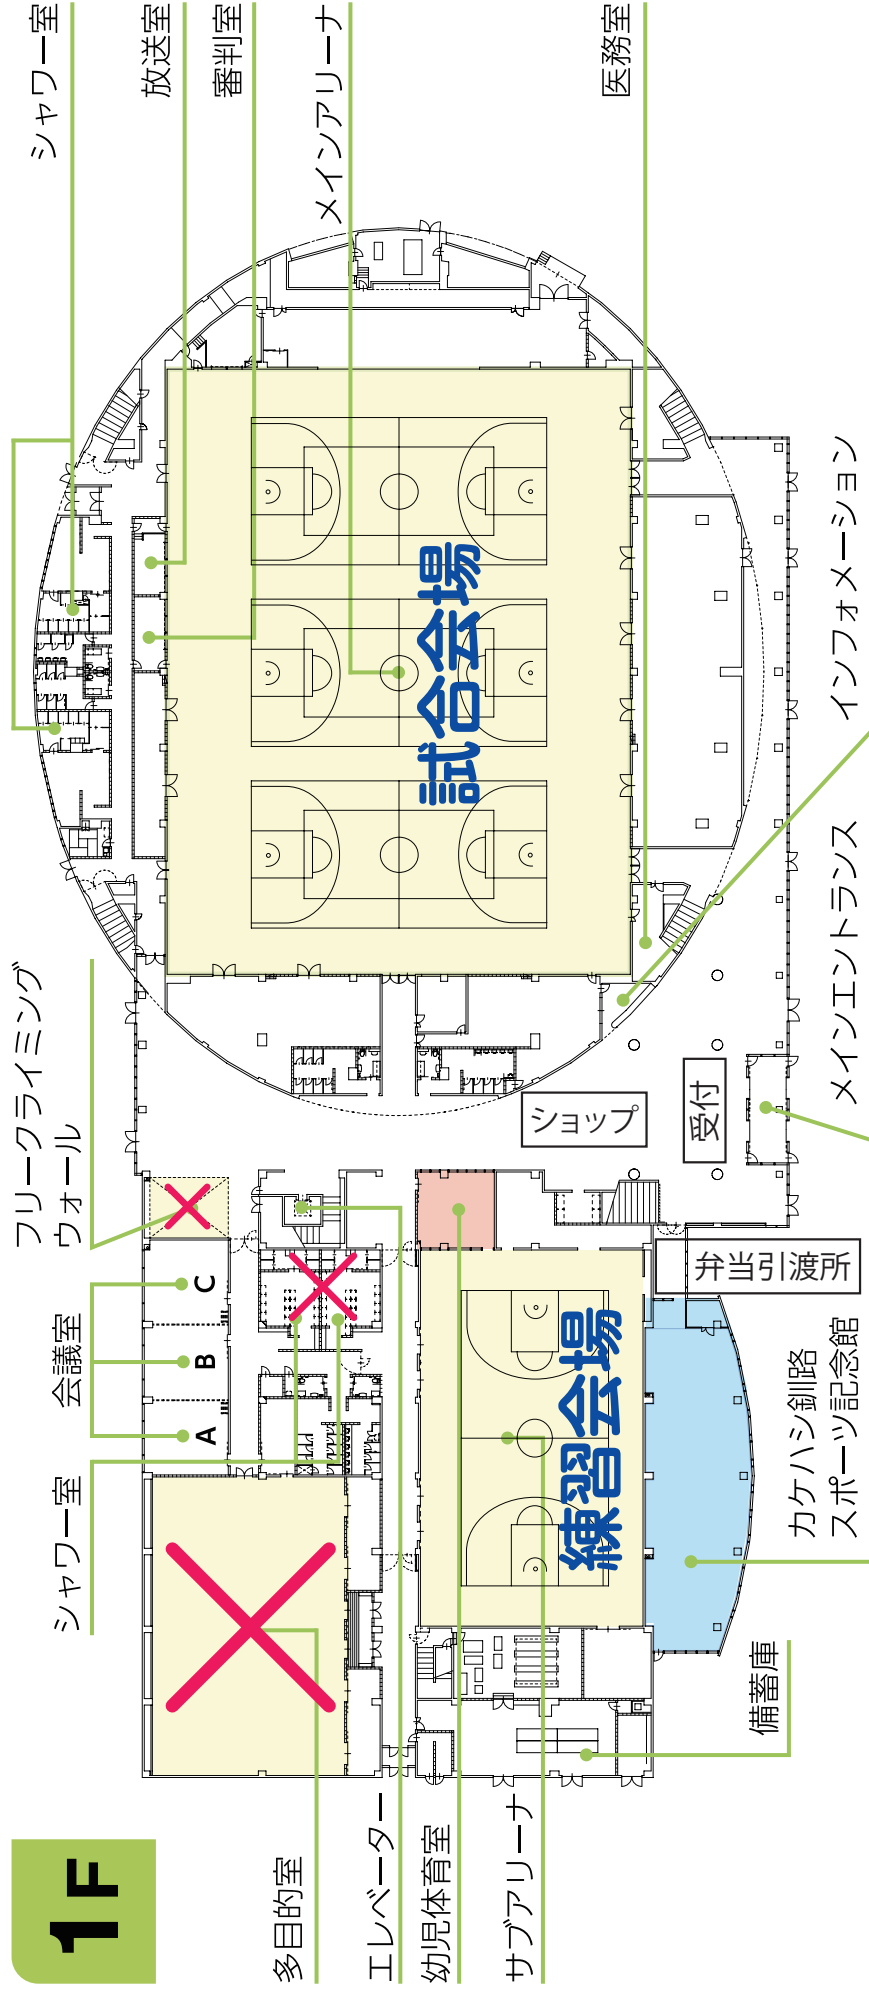 1F
多目的室
エレベーター
幼児体育室
サブアリーナ
シャワー室
会議室
フリークライミング
ウォール
A
B
C
シャワー室
放送室
審判室
メインアリーナ
医務室
試合会場
練習会場
ショップ
受付
弁当引渡所
インフォメーション
メインエントランス
カケハシ釧路
スポーツ記念館
備蓄庫